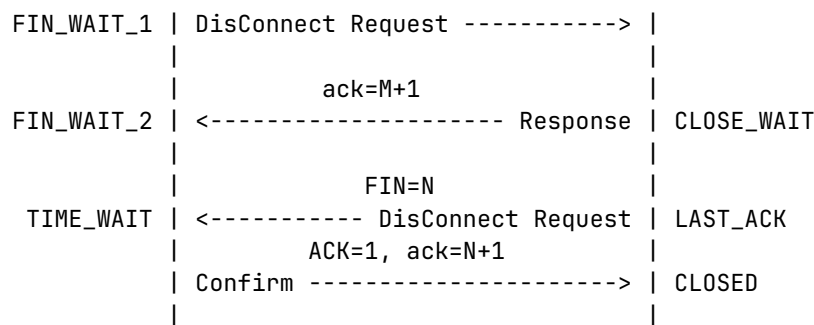 FIN_WAIT_1 | DisConnect Request -----------> |
           |                                |
           |          ack=M+1               |
FIN_WAIT_2 | <--------------------- Response | CLOSE_WAIT
           |                                |
           |             FIN=N              |
 TIME_WAIT | <----------- DisConnect Request | LAST_ACK
           |         ACK=1, ack=N+1         |
           | Confirm ----------------------> | CLOSED
           |                                |